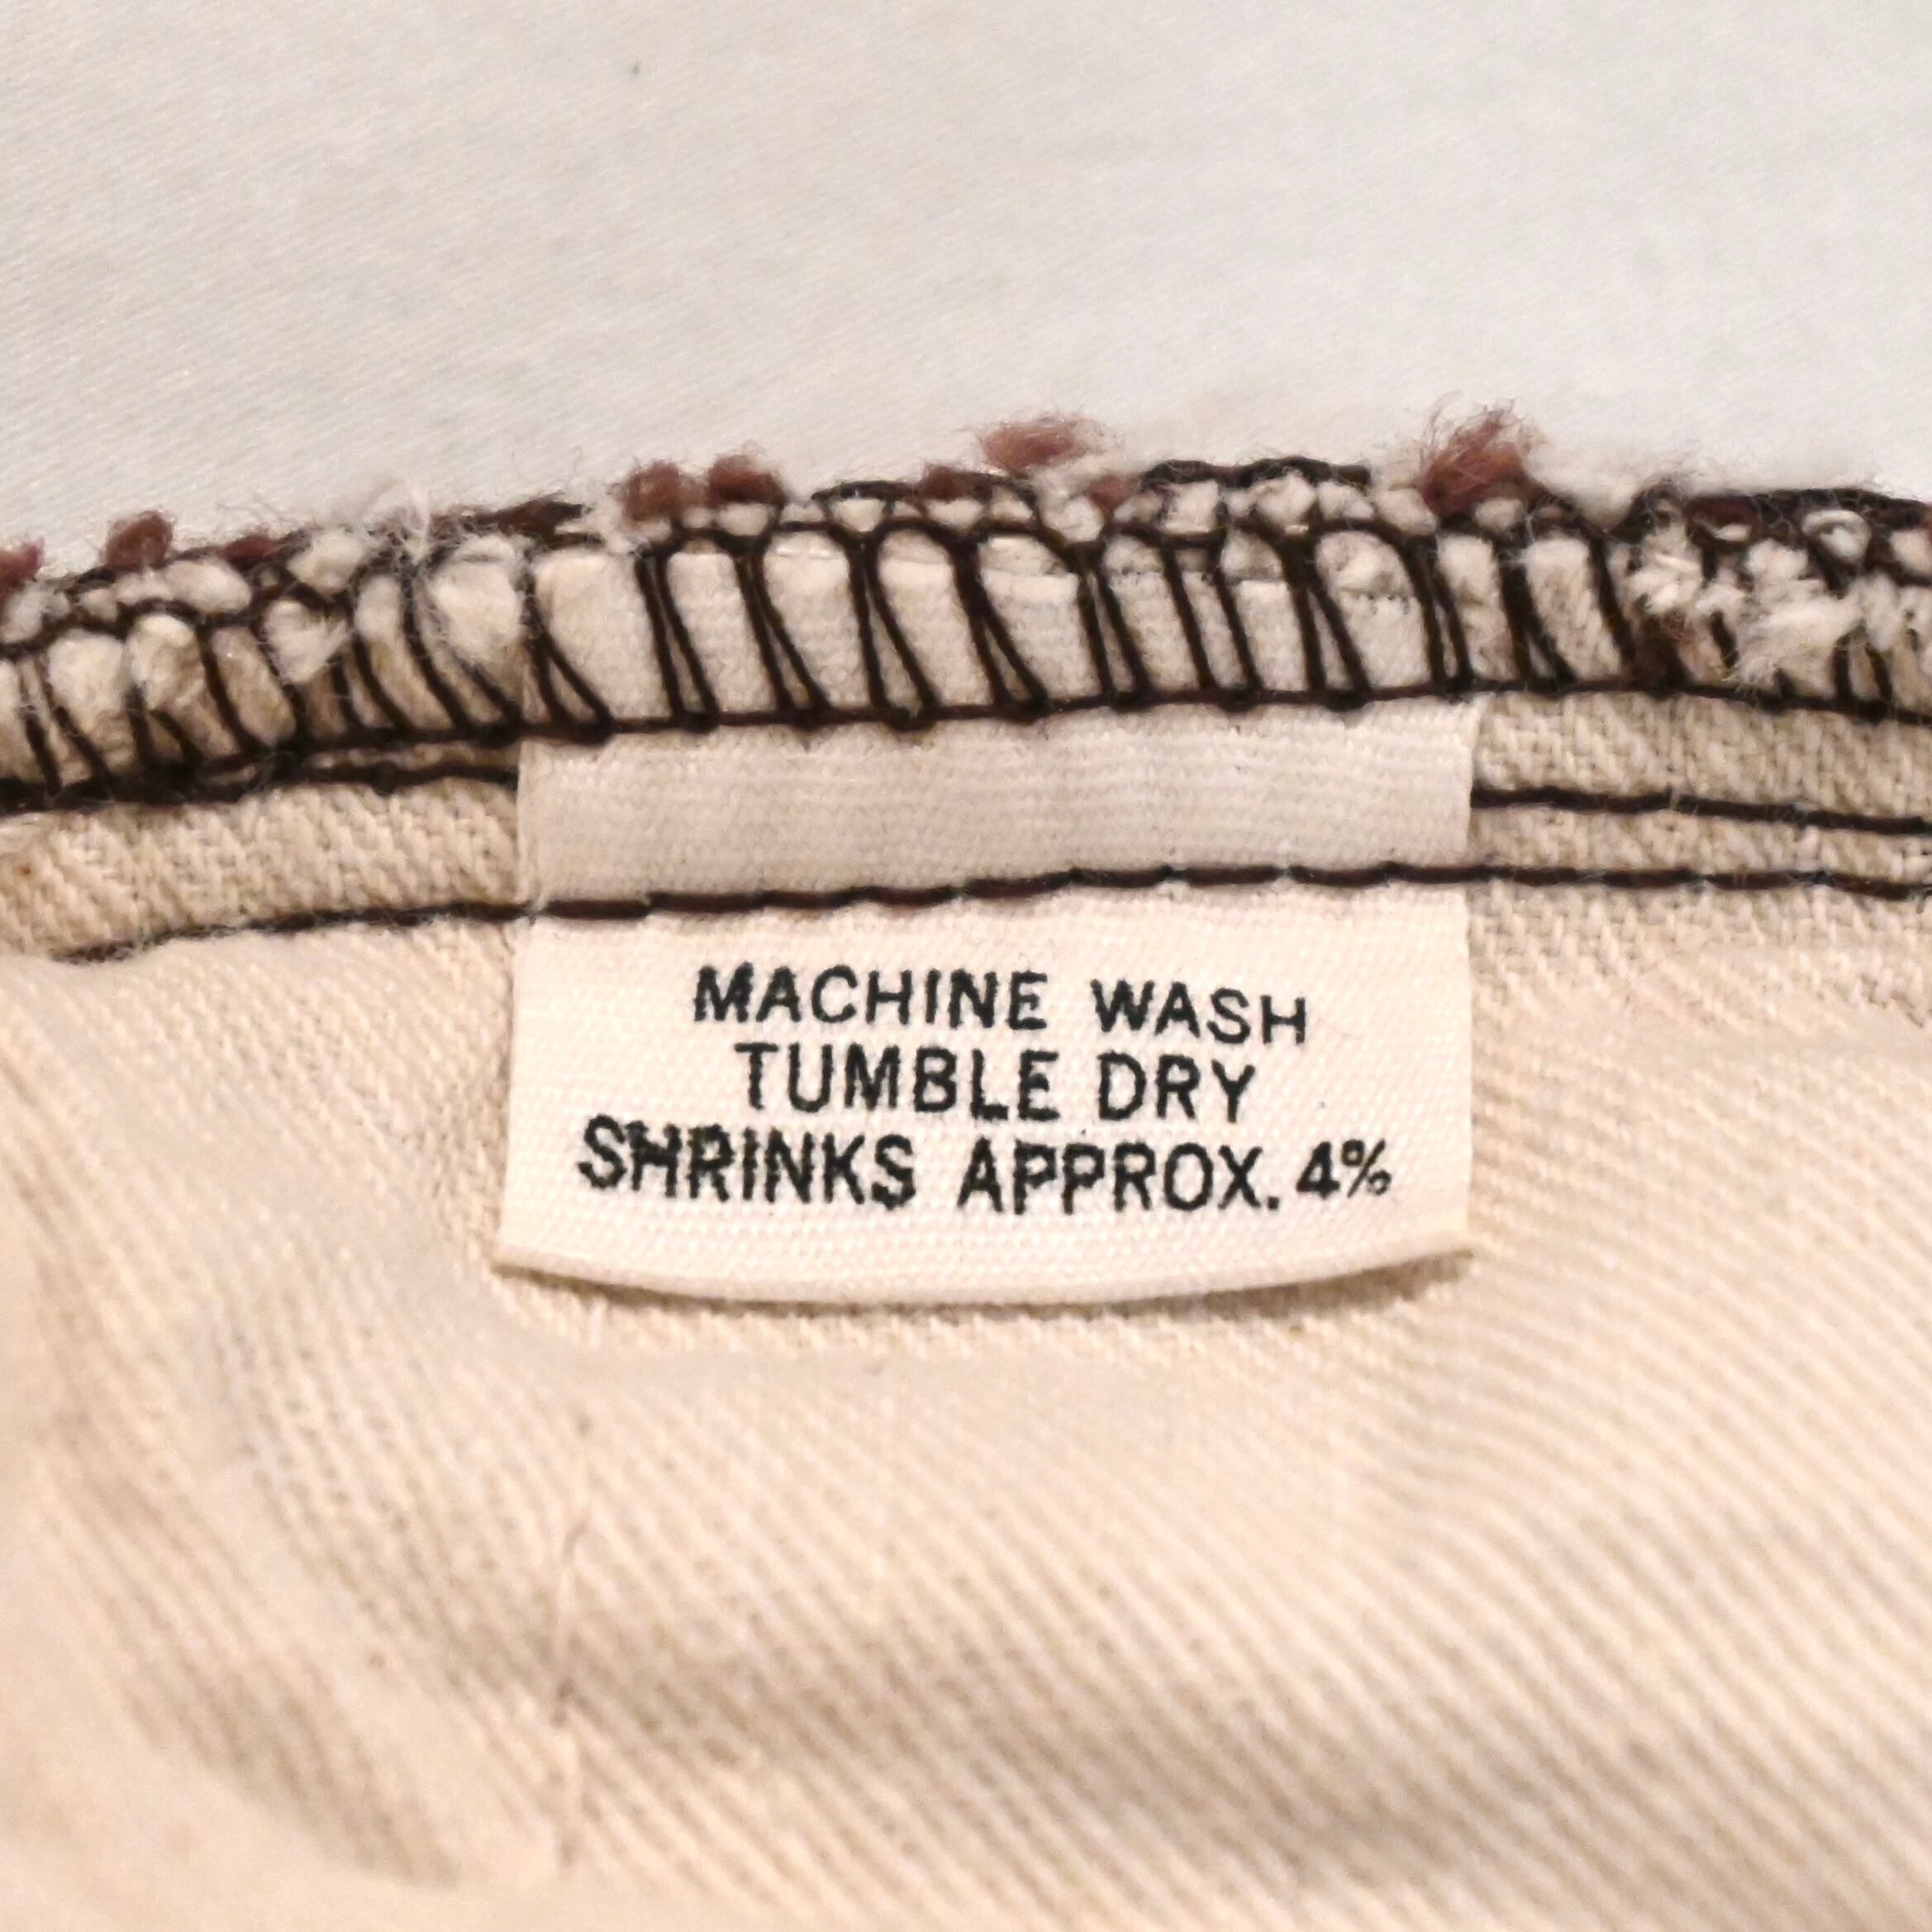 MACHINE WASH
TUMBLE DRY
SHRINKS APPROX. 4%